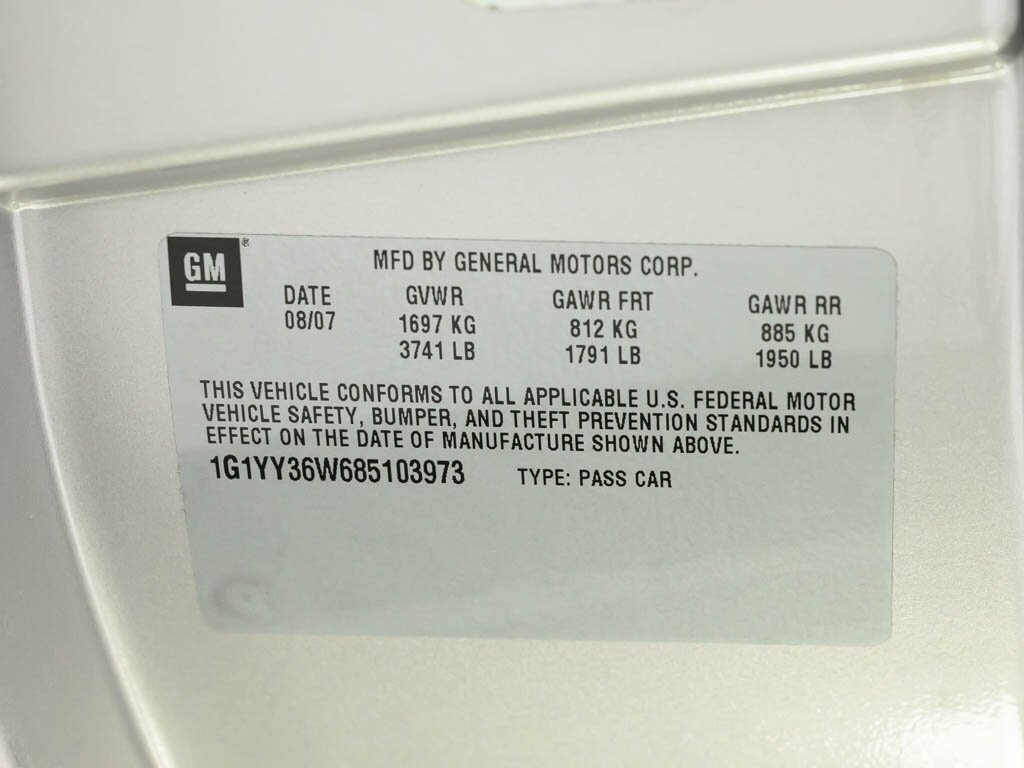 GM®
MFD BY GENERAL MOTORS CORP.
DATE GVWR GAWR FRT GAWR RR
08/07 1697 KG 812 KG 885 KG
3741 LB 1791 LB 1950 LB
THIS VEHICLE CONFORMS TO ALL APPLICABLE U.S. FEDERAL MOTOR
VEHICLE SAFETY, BUMPER, AND THEFT PREVENTION STANDARDS IN
EFFECT ON THE DATE OF MANUFACTURE SHOWN ABOVE.
1G1YY36W685103973 TYPE: PASS CAR